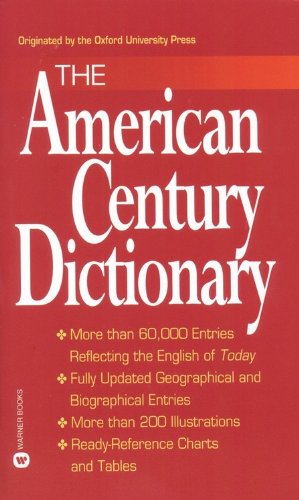 Originated by the Oxford University Press
THE
American
Century
Dictionary
✤ More than 60,000 Entries
Reflecting the English of Today
✤ Fully Updated Geographical and
Biographical Entries
✤ More than 200 Illustrations
✤ Ready-Reference Charts
and Tables
WARNER BOOKS